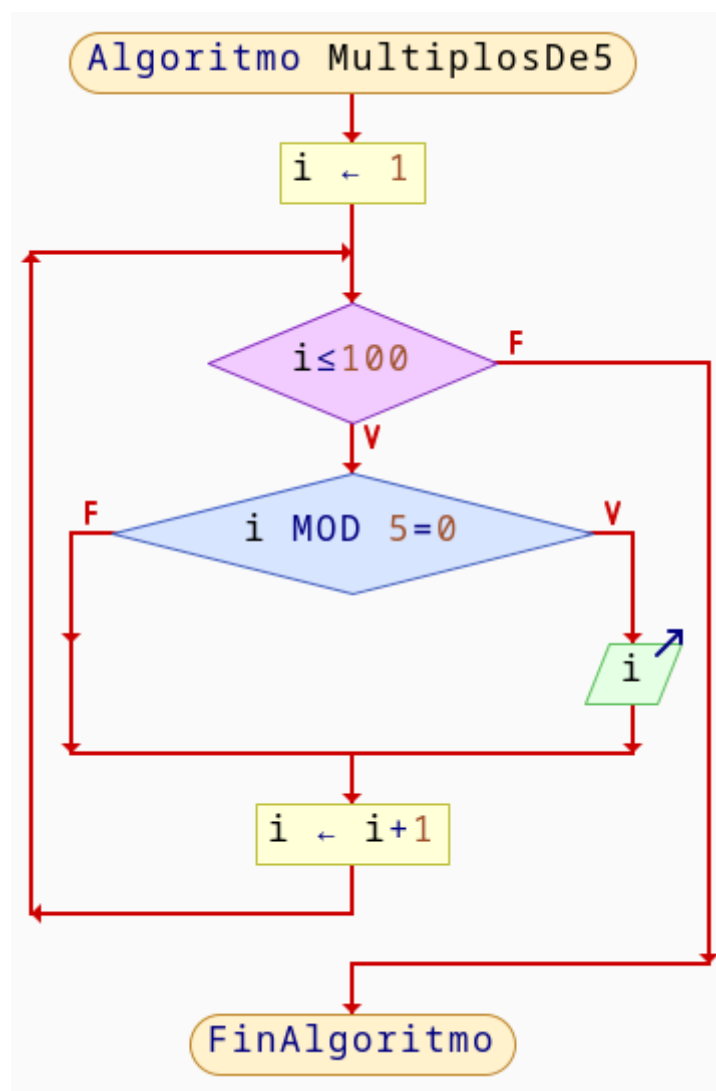 Algoritmo MultiplosDe5
i ← 1
i≤100
F
V
F
i MOD 5=0
V
i
i ← i+1
FinAlgoritmo